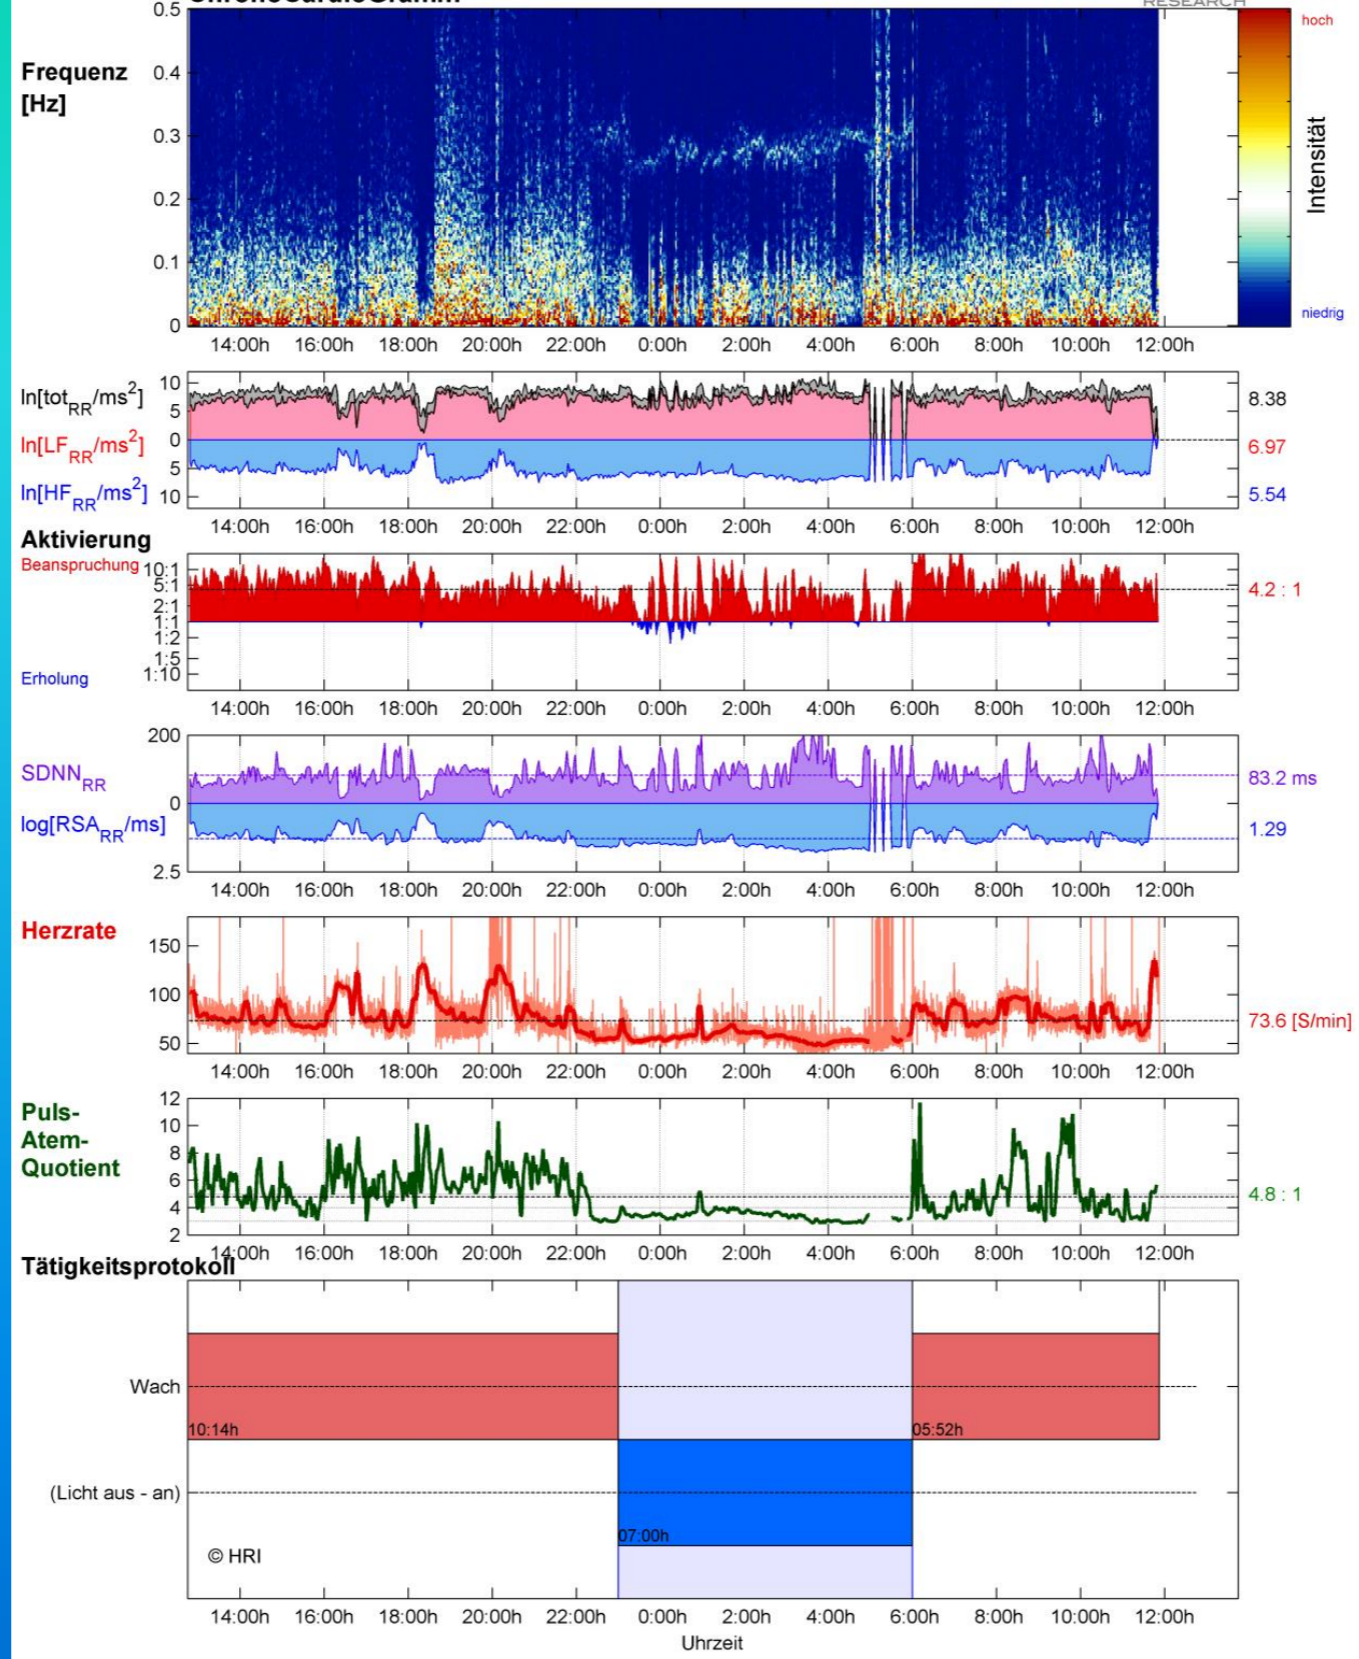 ChronoCardioGramm
RESEARCH
Frequenz
[Hz]
0.5
0.4
0.3
0.2
0.1
0
hoch
Intensität
niedrig
14:00h 16:00h 18:00h 20:00h 22:00h 0:00h 2:00h 4:00h 6:00h 8:00h 10:00h 12:00h
ln[tot_RR/ms²]
ln[LF_RR/ms²]
ln[HF_RR/ms²]
10
5
0
5
10
8.38
6.97
5.54
14:00h 16:00h 18:00h 20:00h 22:00h 0:00h 2:00h 4:00h 6:00h 8:00h 10:00h 12:00h
Aktivierung
Beanspruchung
Erholung
10:1
5:1
2:1
1:1
1:2
1:5
1:10
4.2 : 1
14:00h 16:00h 18:00h 20:00h 22:00h 0:00h 2:00h 4:00h 6:00h 8:00h 10:00h 12:00h
SDNN_RR
log[RSA_RR/ms]
200
0
2.5
83.2 ms
1.29
14:00h 16:00h 18:00h 20:00h 22:00h 0:00h 2:00h 4:00h 6:00h 8:00h 10:00h 12:00h
Herzrate
150
100
50
73.6 [S/min]
14:00h 16:00h 18:00h 20:00h 22:00h 0:00h 2:00h 4:00h 6:00h 8:00h 10:00h 12:00h
Puls-
Atem-
Quotient
12
10
8
6
4
2
4.8 : 1
14:00h 16:00h 18:00h 20:00h 22:00h 0:00h 2:00h 4:00h 6:00h 8:00h 10:00h 12:00h
Tätigkeitsprotokoll
Wach
10:14h
05:52h
(Licht aus - an)
07:00h
© HRI
14:00h 16:00h 18:00h 20:00h 22:00h 0:00h 2:00h 4:00h 6:00h 8:00h 10:00h 12:00h
Uhrzeit